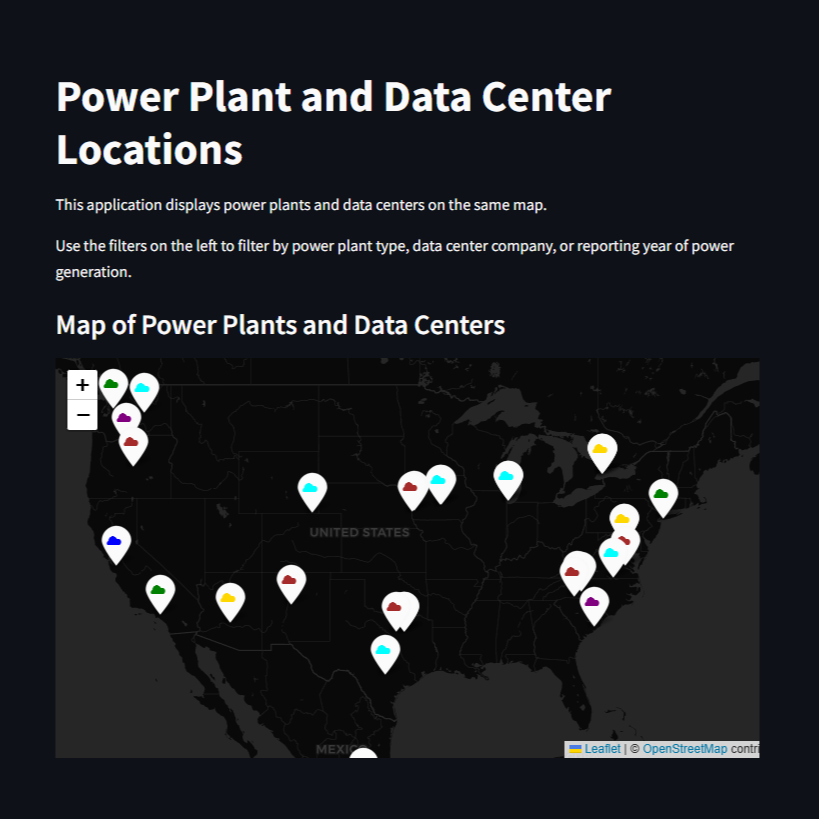 Power Plant and Data Center
Locations
This application displays power plants and data centers on the same map.
Use the filters on the left to filter by power plant type, data center company, or reporting year of power
generation.
Map of Power Plants and Data Centers
+
−
UNITED STATES
MEXICO
Leaflet | © OpenStreetMap contri